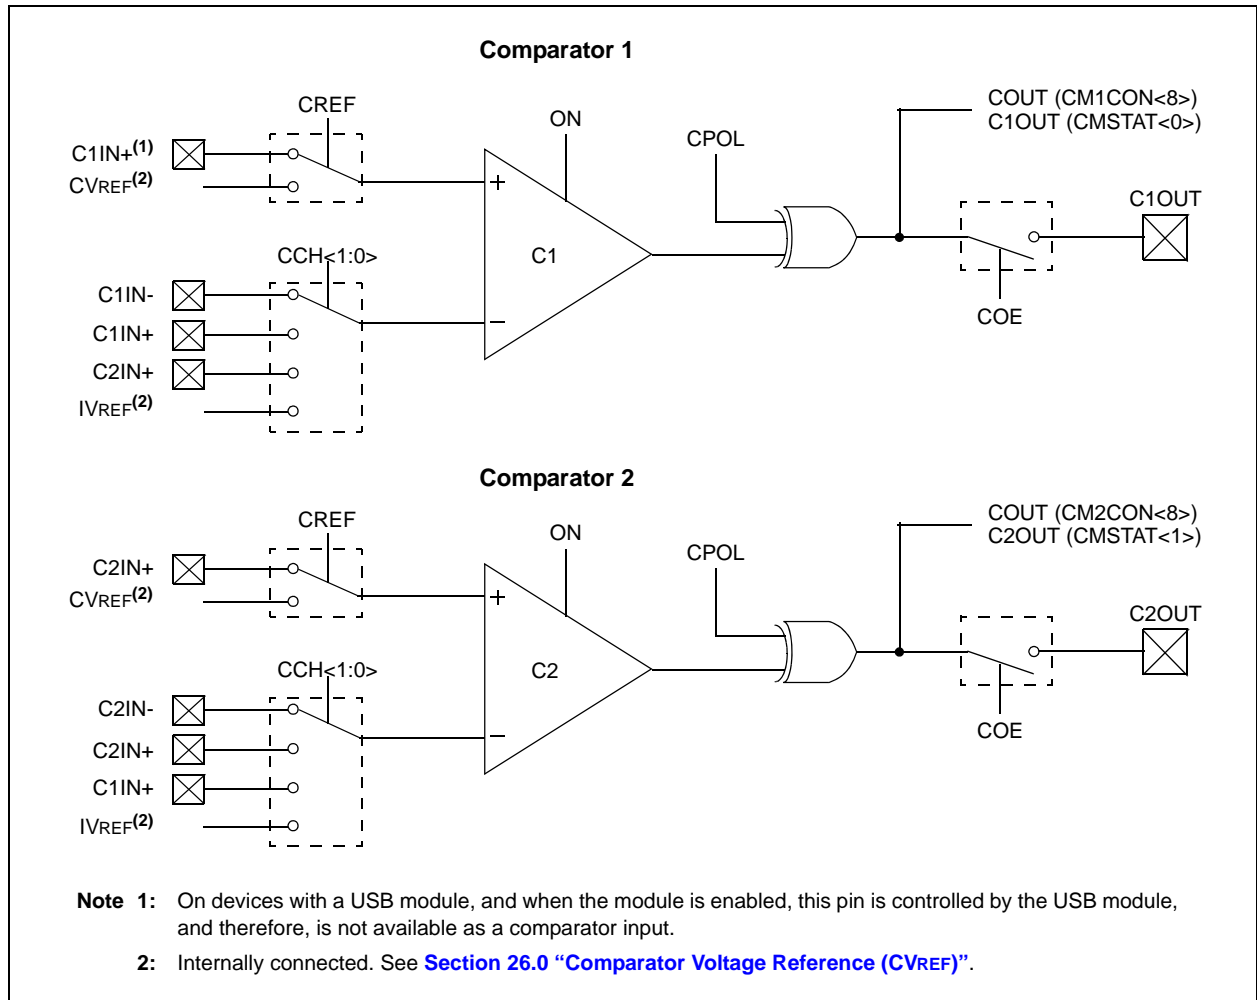 Comparator 1
CREF
ON
CPOL
COUT (CM1CON<8>)
C1OUT (CMSTAT<0>)
C1IN+(1)
CVREF(2)
+
C1OUT
CCH<1:0>
C1
C1IN-
C1IN+
C2IN+
IVREF(2)
–
COE
Comparator 2
CREF
ON
CPOL
COUT (CM2CON<8>)
C2OUT (CMSTAT<1>)
C2IN+
CVREF(2)
+
C2OUT
CCH<1:0>
C2
C2IN-
C2IN+
C1IN+
IVREF(2)
–
COE
Note 1: On devices with a USB module, and when the module is enabled, this pin is controlled by the USB module,
and therefore, is not available as a comparator input.
2: Internally connected. See Section 26.0 “Comparator Voltage Reference (CVREF)”.